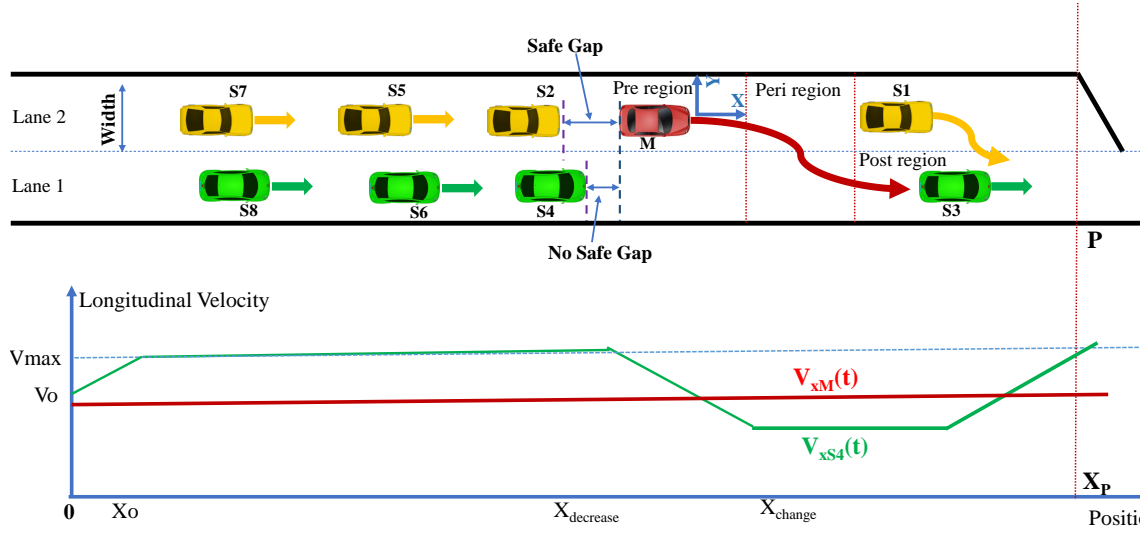 Safe Gap
S7
S5
S2
Pre region
Y
X
Peri region
S1
Lane 2
Width
M
Post region
Lane 1
S8
S6
S4
S3
No Safe Gap
P
Longitudinal Velocity
Vmax
Vo
VxM(t)
VxS4(t)
XP
0
Xo
Xdecrease
Xchange
Positi